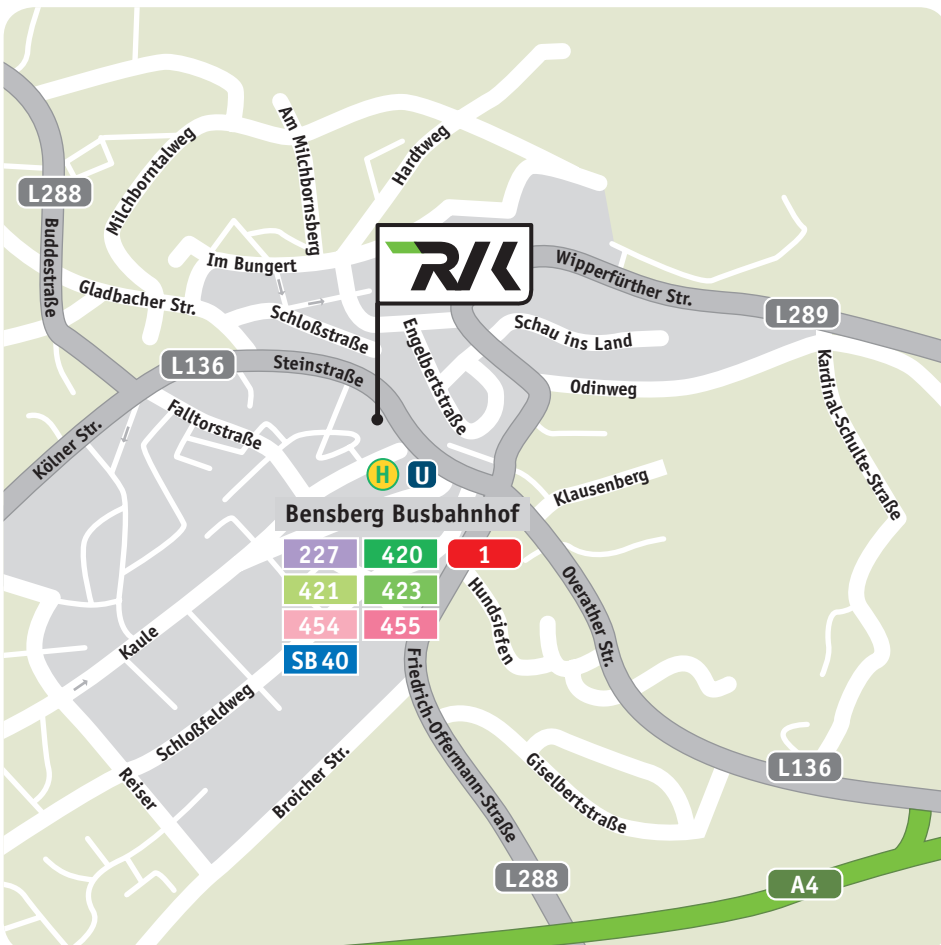 Am Milchbornsberg
Hardtweg
Milchborntalweg
L288
Buddestraße
Im Bungert
RVK
Wipperfürther Str.
Gladbacher Str.
Schloßstraße
Engelbertstraße
Schau ins Land
L289
L136
Steinstraße
Odinweg
Kardinal-Schulte-Straße
Falltorstraße
Kölner Str.
H U
Klausenberg
Bensberg Busbahnhof
227 420 1
421 423
454 455
SB 40
Hundsiefen
Overather Str.
Kaule
Schloßfeldweg
Friedrich-Offermann-Straße
Reiser
Broicher Str.
Giselbertstraße
L136
L288
A4